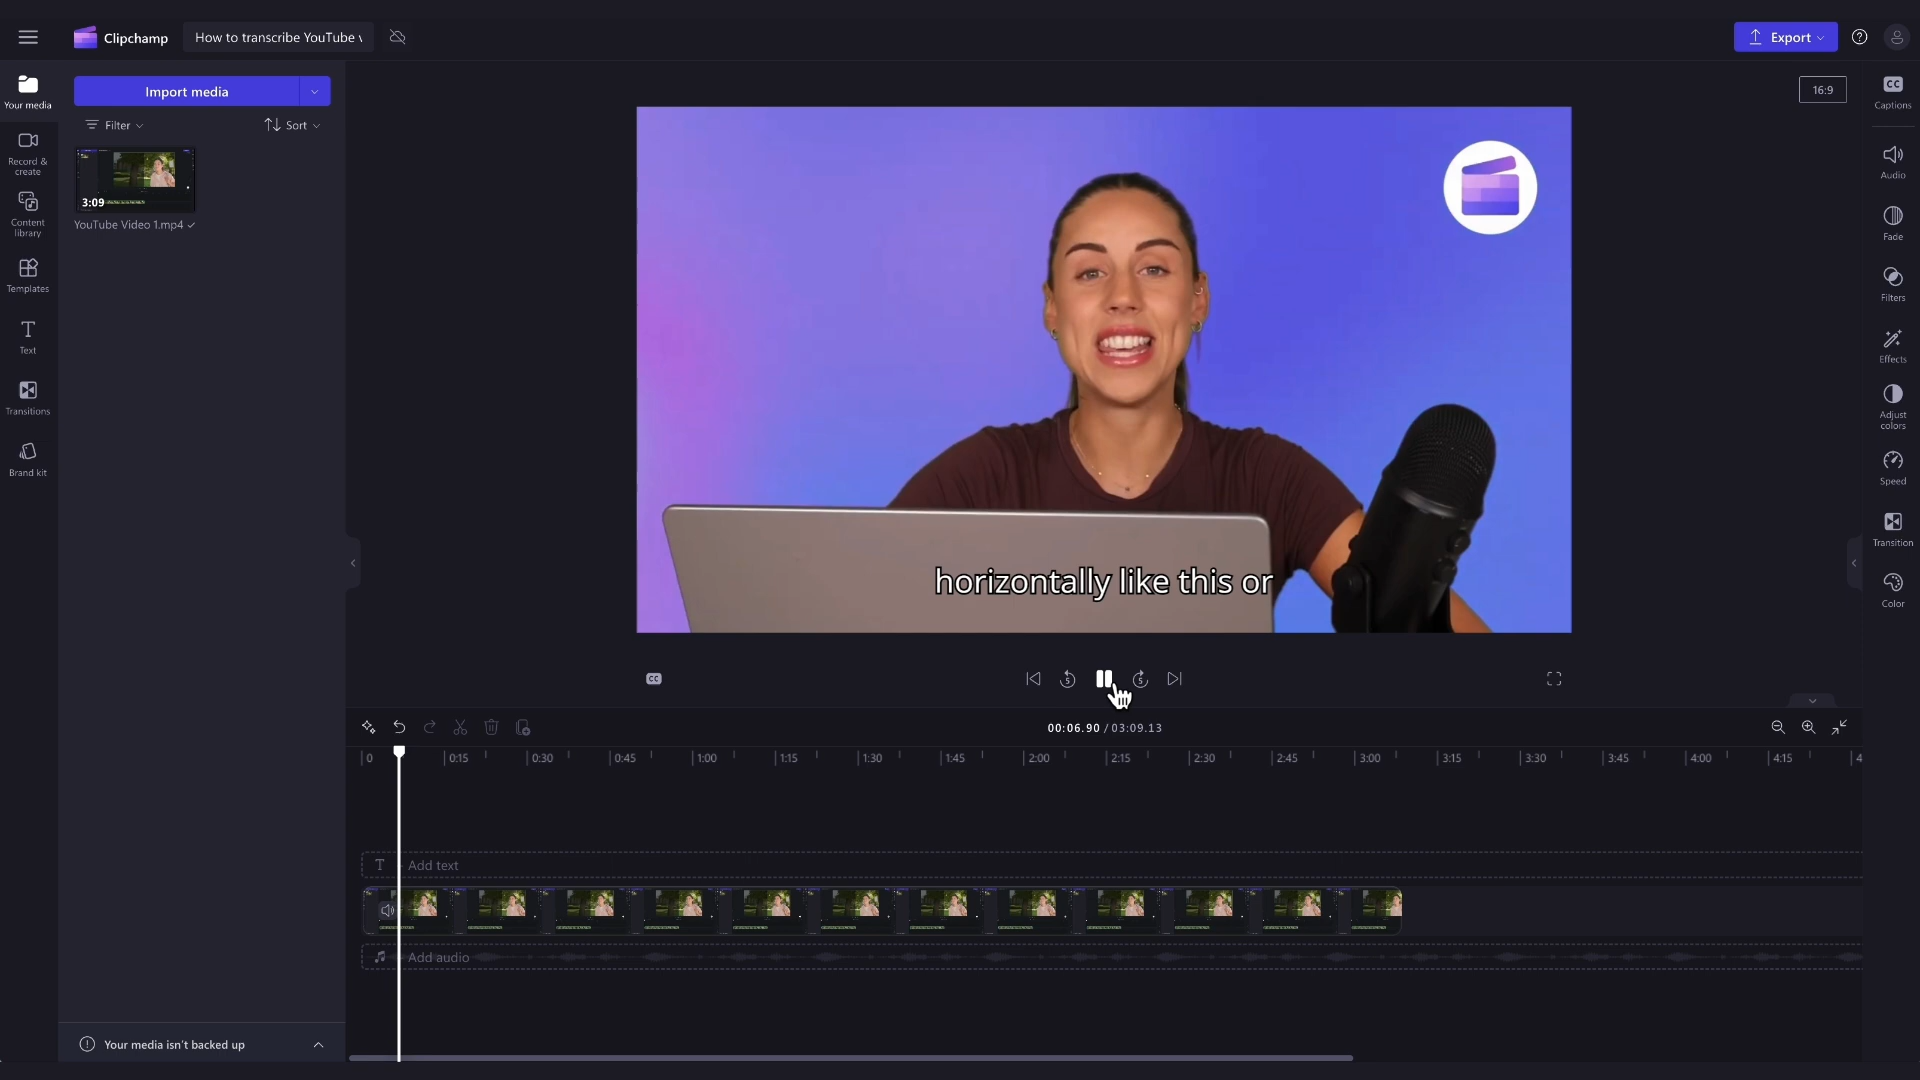 Clipchamp
How to transcribe YouTube
Export
Import media
16:9
Your media
Captions
Filter
Sort
Record & create
Audio
3:09
YouTube Video 1.mp4
Content library
Fade
Templates
Filters
Text
Effects
Transitions
Adjust colors
Brand kit
Speed
Transition
horizontally like this or
Color
CC
5
5
00:06.90 / 03:09.13
0 0:15 0:30 0:45 1:00 1:15 1:30 1:45 2:00 2:15 2:30 2:45 3:00 3:15 3:30 3:45 4:00 4:15 4
T Add text
Add audio
Your media isn't backed up